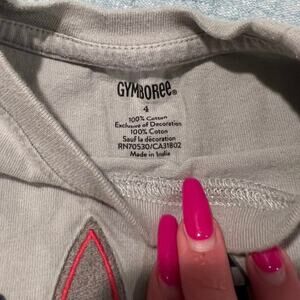 GYMBOREE®
4
100% Cotton
Exclusive of Decoration
100% Coton
Sauf la décoration
RN70530/CA31802
Made in India